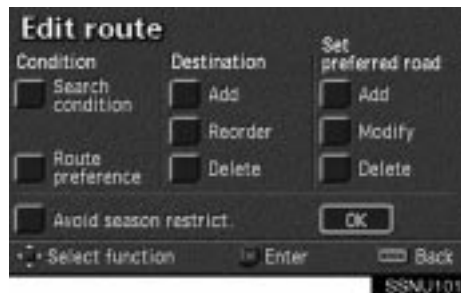 Edit route
Condition
Search
condition
Route
preference
Destination
Add
Reorder
Delete
Set
preferred road
Add
Modify
Delete
Avoid season restrict.
OK
Select function
Enter
Back
SSNU101